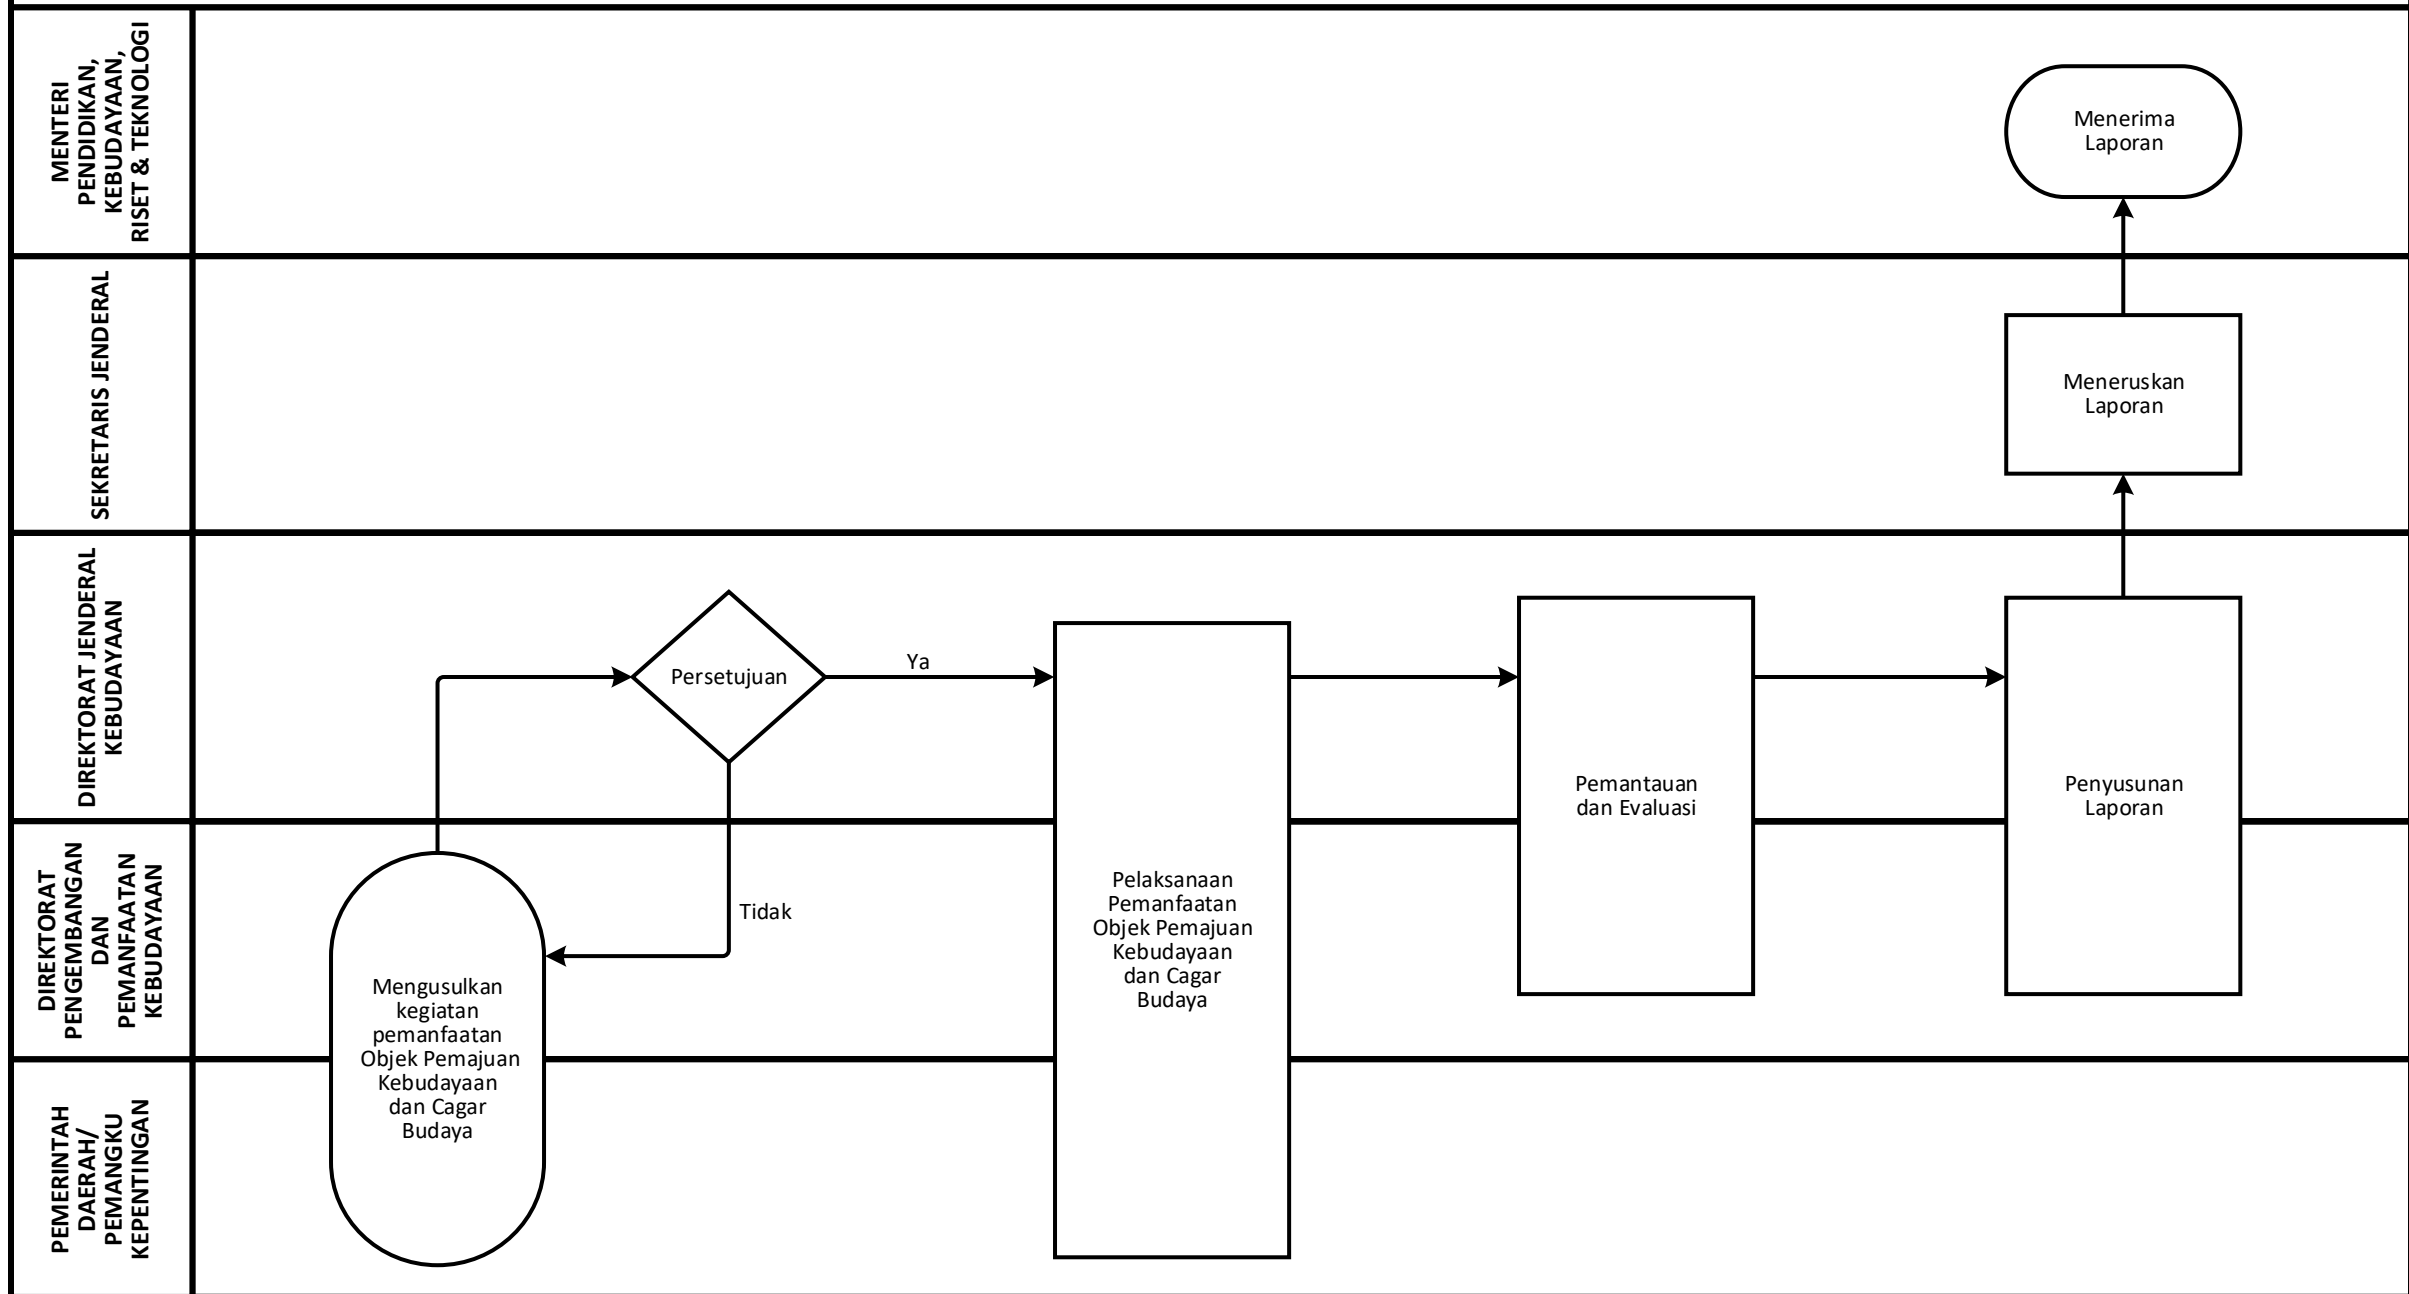 MENTERI
PENDIDIKAN,
KEBUDAYAAN,
RISET & TEKNOLOGI
Menerima
Laporan
SEKRETARIS JENDERAL
Meneruskan
Laporan
DIREKTORAT JENDERAL
KEBUDAYAAN
Persetujuan
Ya
Tidak
Pemantauan
dan Evaluasi
Penyusunan
Laporan
DIREKTORAT
PENGEMBANGAN
DAN
PEMANFAATAN
KEBUDAYAAN
Mengusulkan
kegiatan
pemanfaatan
Objek Pemajuan
Kebudayaan
dan Cagar
Budaya
Pelaksanaan
Pemanfaatan
Objek Pemajuan
Kebudayaan
dan Cagar
Budaya
PEMERINTAH
DAERAH/
PEMANGKU
KEPENTINGAN